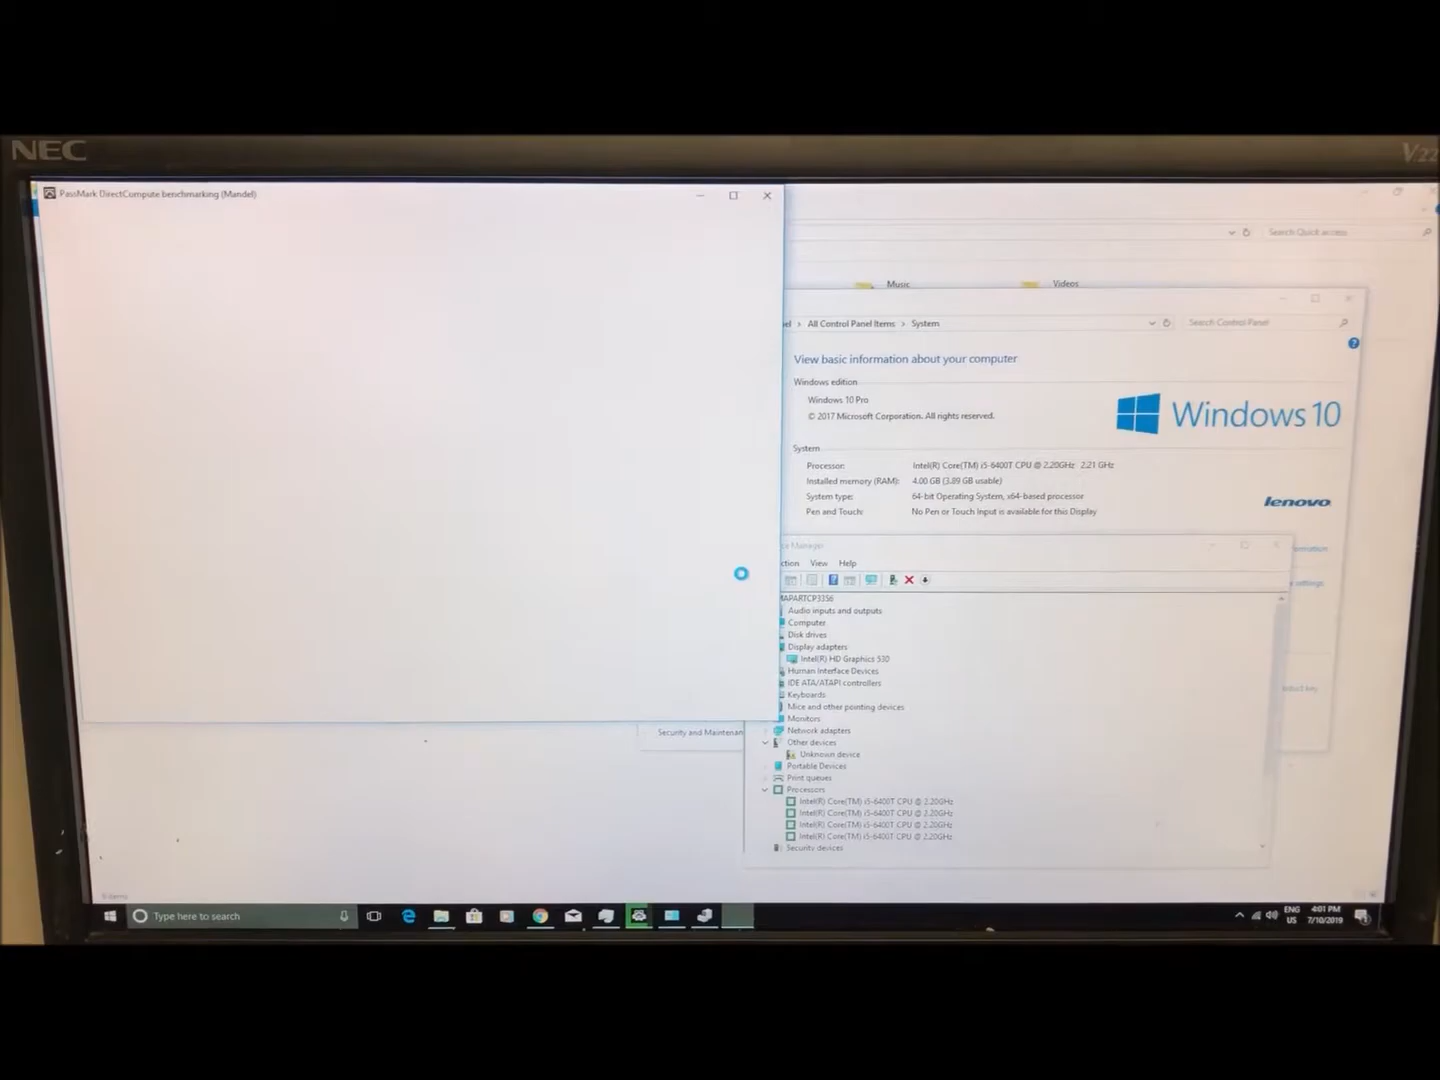 NEC
V22
PassMark DirectCompute benchmarking (Mandel)
Search Quick access
Music
Videos
All Control Panel Items > System
Search Control Panel
View basic information about your computer
Windows edition
Windows 10 Pro
© 2017 Microsoft Corporation. All rights reserved.
Windows 10
System
Processor: Intel(R) Core(TM) i5-6400T CPU @ 2.20GHz 2.21 GHz
Installed memory (RAM): 4.00 GB (3.89 GB usable)
System type: 64-bit Operating System, x64-based processor
Pen and Touch: No Pen or Touch Input is available for this Display
lenovo
Manager
ction View Help
Audio inputs and outputs
Computer
Disk drives
Display adapters
Intel(R) HD Graphics 530
Human Interface Devices
IDE ATA/ATAPI controllers
Keyboards
Mice and other pointing devices
Monitors
Network adapters
Other devices
Unknown device
Portable Devices
Print queues
Processors
Intel(R) Core(TM) i5-6400T CPU @ 2.20GHz
Intel(R) Core(TM) i5-6400T CPU @ 2.20GHz
Intel(R) Core(TM) i5-6400T CPU @ 2.20GHz
Intel(R) Core(TM) i5-6400T CPU @ 2.20GHz
Security devices
Security and Maintenan
Type here to search
ENG
US
4:01 PM
7/10/2019